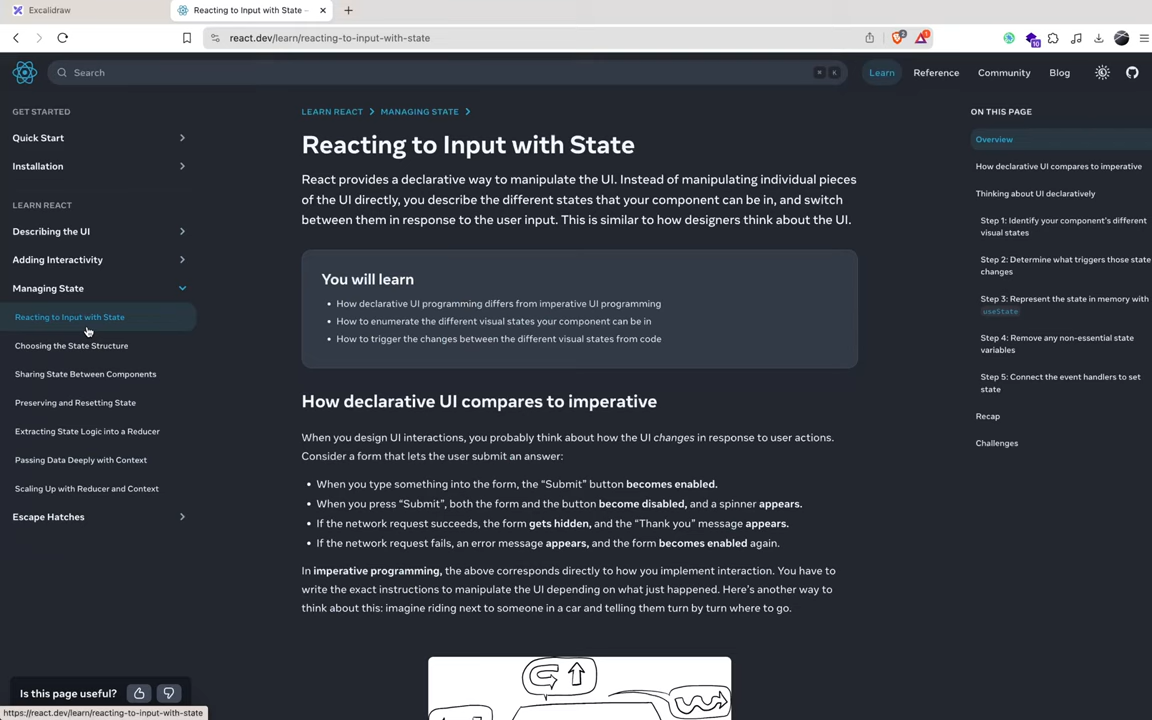 Excalidraw
Reacting to Input with State –
react.dev/learn/reacting-to-input-with-state
2
1
10
Search
⌘ K
Learn
Reference
Community
Blog
GET STARTED
Quick Start
Installation
LEARN REACT
Describing the UI
Adding Interactivity
Managing State
Reacting to Input with State
Choosing the State Structure
Sharing State Between Components
Preserving and Resetting State
Extracting State Logic into a Reducer
Passing Data Deeply with Context
Scaling Up with Reducer and Context
Escape Hatches
Is this page useful?
https://react.dev/learn/reacting-to-input-with-state
LEARN REACT > MANAGING STATE >
Reacting to Input with State
React provides a declarative way to manipulate the UI. Instead of manipulating individual pieces
of the UI directly, you describe the different states that your component can be in, and switch
between them in response to the user input. This is similar to how designers think about the UI.
You will learn
• How declarative UI programming differs from imperative UI programming
• How to enumerate the different visual states your component can be in
• How to trigger the changes between the different visual states from code
How declarative UI compares to imperative
When you design UI interactions, you probably think about how the UI changes in response to user actions.
Consider a form that lets the user submit an answer:
• When you type something into the form, the “Submit” button becomes enabled.
• When you press “Submit”, both the form and the button become disabled, and a spinner appears.
• If the network request succeeds, the form gets hidden, and the “Thank you” message appears.
• If the network request fails, an error message appears, and the form becomes enabled again.
In imperative programming, the above corresponds directly to how you implement interaction. You have to
write the exact instructions to manipulate the UI depending on what just happened. Here’s another way to
think about this: imagine riding next to someone in a car and telling them turn by turn where to go.
ON THIS PAGE
Overview
How declarative UI compares to imperative
Thinking about UI declaratively
Step 1: Identify your component’s different
visual states
Step 2: Determine what triggers those state
changes
Step 3: Represent the state in memory with
useState
Step 4: Remove any non-essential state
variables
Step 5: Connect the event handlers to set
state
Recap
Challenges